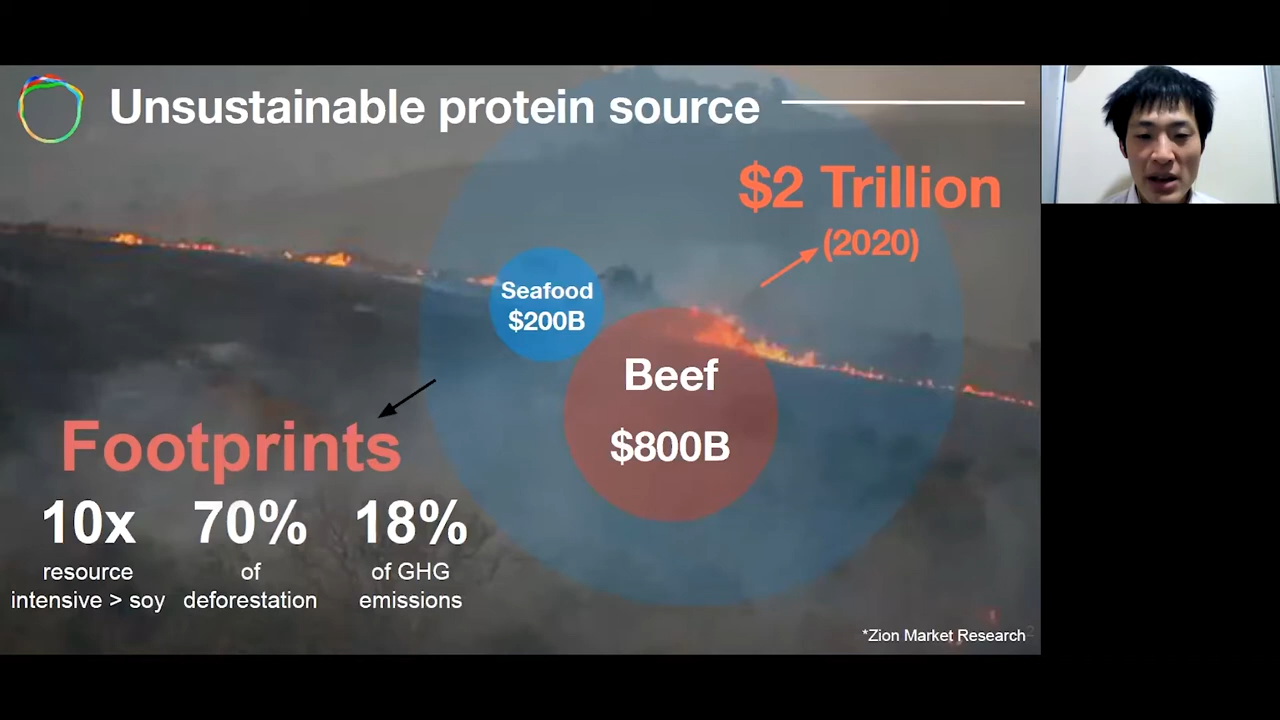 Unsustainable protein source
$2 Trillion
(2020)
Seafood
$200B
Beef
$800B
Footprints
10x
resource
intensive > soy
70%
of
deforestation
18%
of GHG
emissions
*Zion Market Research
2